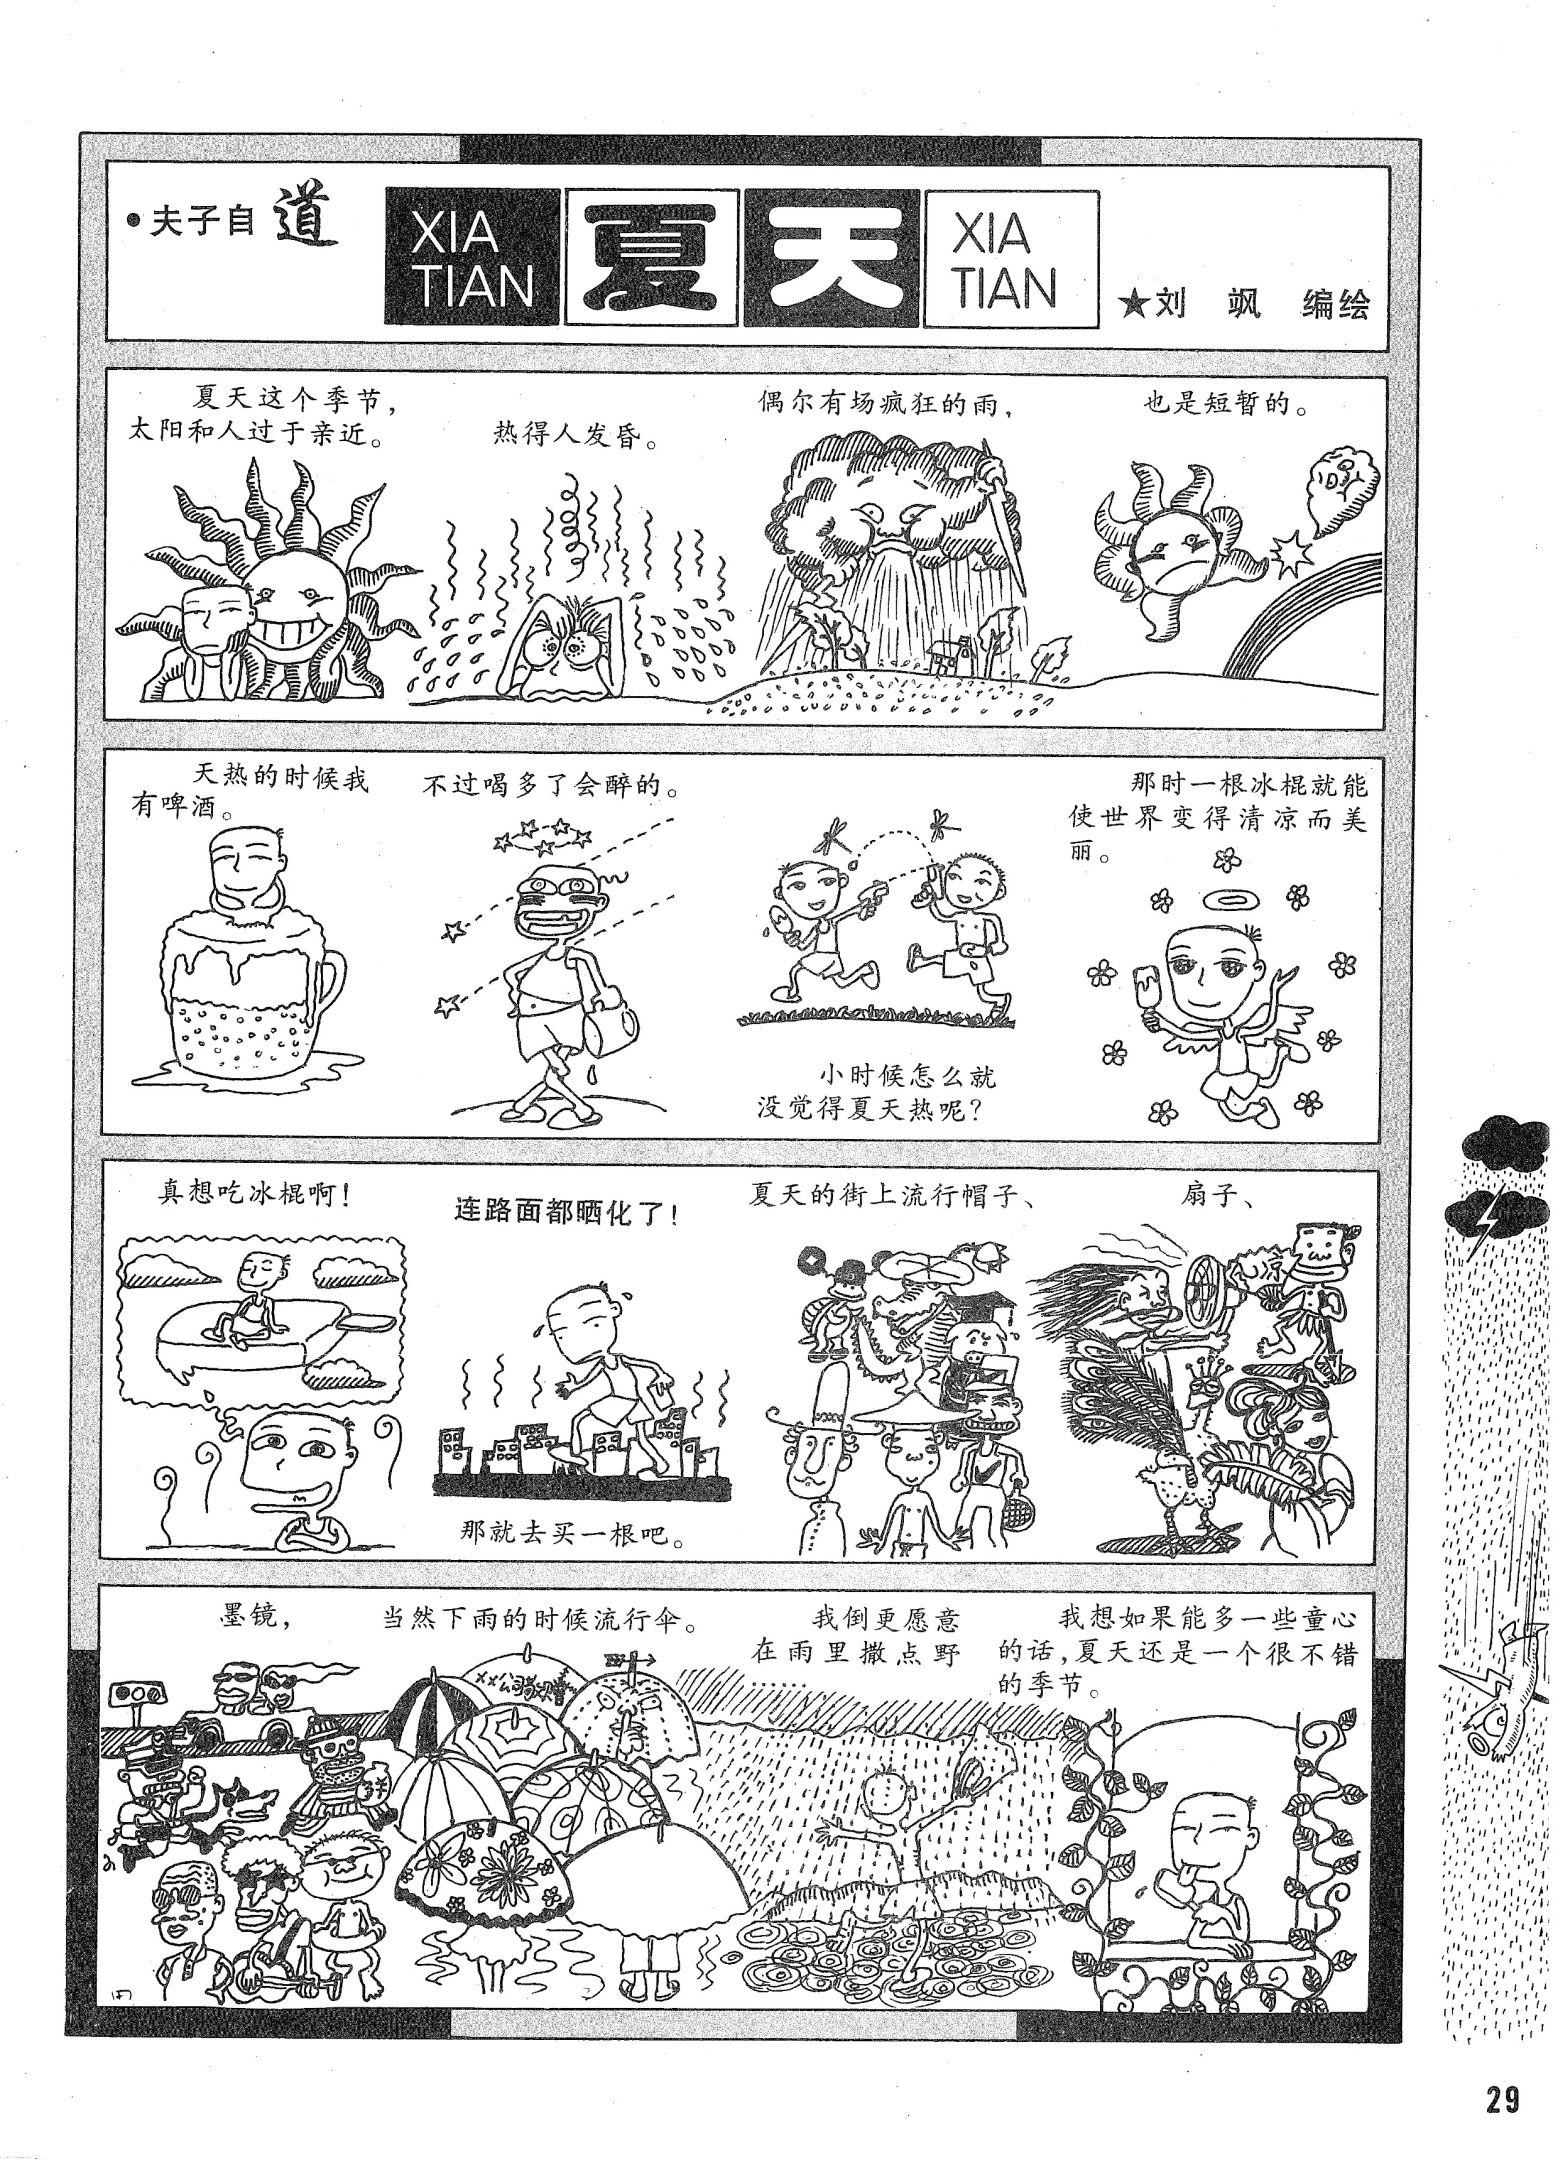 •夫子自道
XIA
TIAN
夏天
XIA
TIAN
★刘 飒 编绘
夏天这个季节,
太阳和人过于亲近。
热得人发昏。
偶尔有场疯狂的雨,
也是短暂的。
天热的时候我
有啤酒。
不过喝多了会醉的。
小时候怎么就
没觉得夏天热呢?
那时一根冰棍就能
使世界变得清凉而美
丽。
真想吃冰棍啊!
连路面都晒化了!
那就去买一根吧。
夏天的街上流行帽子、
扇子、
凉
墨镜,
当然下雨的时候流行伞。
××公司
我倒更愿意
在雨里撒点野
……
我想如果能多一些童心
的话,夏天还是一个很不错
的季节。
29